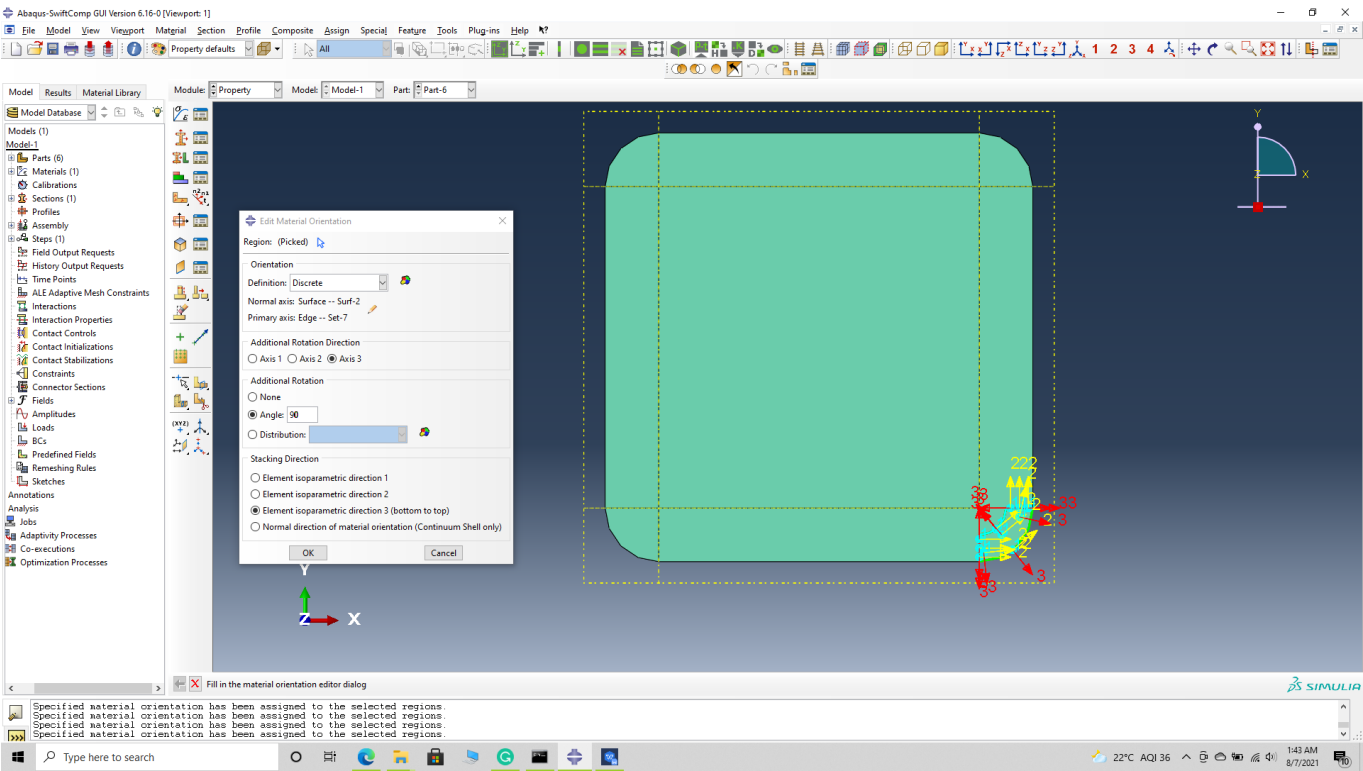 Abaqus-SwiftComp GUI Version 6.16-0 [Viewport: 1]
File Model View Viewport Material Section Profile Composite Assign Special Feature Tools Plug-ins Help
Property defaults All 1 2 3 4
Model Results Material Library Module: Property Model: Model-1 Part: Part-6
Model Database
Models (1)
Model-1
Parts (6)
Materials (1)
Calibrations
Sections (1)
Profiles
Assembly
Steps (1)
Field Output Requests
History Output Requests
Time Points
ALE Adaptive Mesh Constraints
Interactions
Interaction Properties
Contact Controls
Contact Initializations
Contact Stabilizations
Constraints
Connector Sections
Fields
Amplitudes
Loads
BCs
Predefined Fields
Remeshing Rules
Sketches
Annotations
Analysis
Jobs
Adaptivity Processes
Co-executions
Optimization Processes
(XYZ)
Edit Material Orientation
Region: (Picked)
Orientation
Definition: Discrete
Normal axis: Surface -- Surf-2
Primary axis: Edge -- Set-7
Additional Rotation Direction
Axis 1 Axis 2 Axis 3
Additional Rotation
None
Angle: 90
Distribution:
Stacking Direction
Element isoparametric direction 1
Element isoparametric direction 2
Element isoparametric direction 3 (bottom to top)
Normal direction of material orientation (Continuum Shell only)
OK Cancel
Y
Z X
Y
Z X
222
2
33
3
2
3
33
Fill in the material orientation editor dialog
SIMULIA
Specified material orientation has been assigned to the selected regions.
Specified material orientation has been assigned to the selected regions.
Specified material orientation has been assigned to the selected regions.
Specified material orientation has been assigned to the selected regions.
Type here to search
22°C AQI 36
1:43 AM
8/7/2021